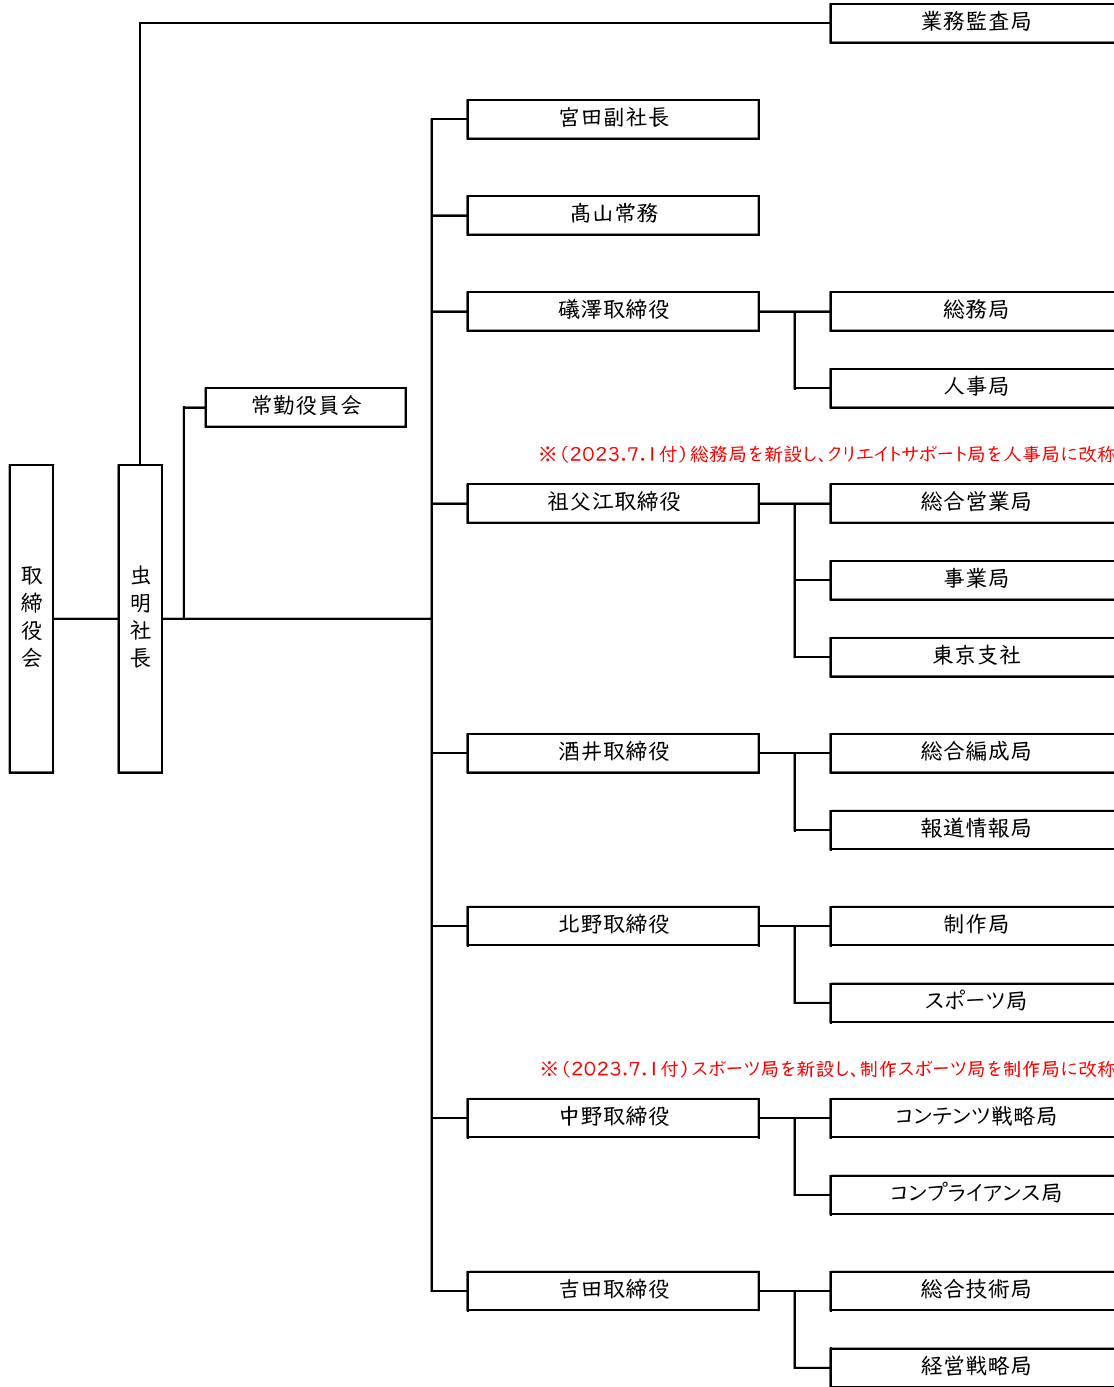 業務監査局
宮田副社長
髙山常務
礒澤取締役
総務局
人事局
常勤役員会
※(2023.7.1付)総務局を新設し、クリエイトサポート局を人事局に改称
取締役会
虫明社長
祖父江取締役
総合営業局
事業局
東京支社
酒井取締役
総合編成局
報道情報局
北野取締役
制作局
スポーツ局
※(2023.7.1付)スポーツ局を新設し、制作スポーツ局を制作局に改称
中野取締役
コンテンツ戦略局
コンプライアンス局
吉田取締役
総合技術局
経営戦略局